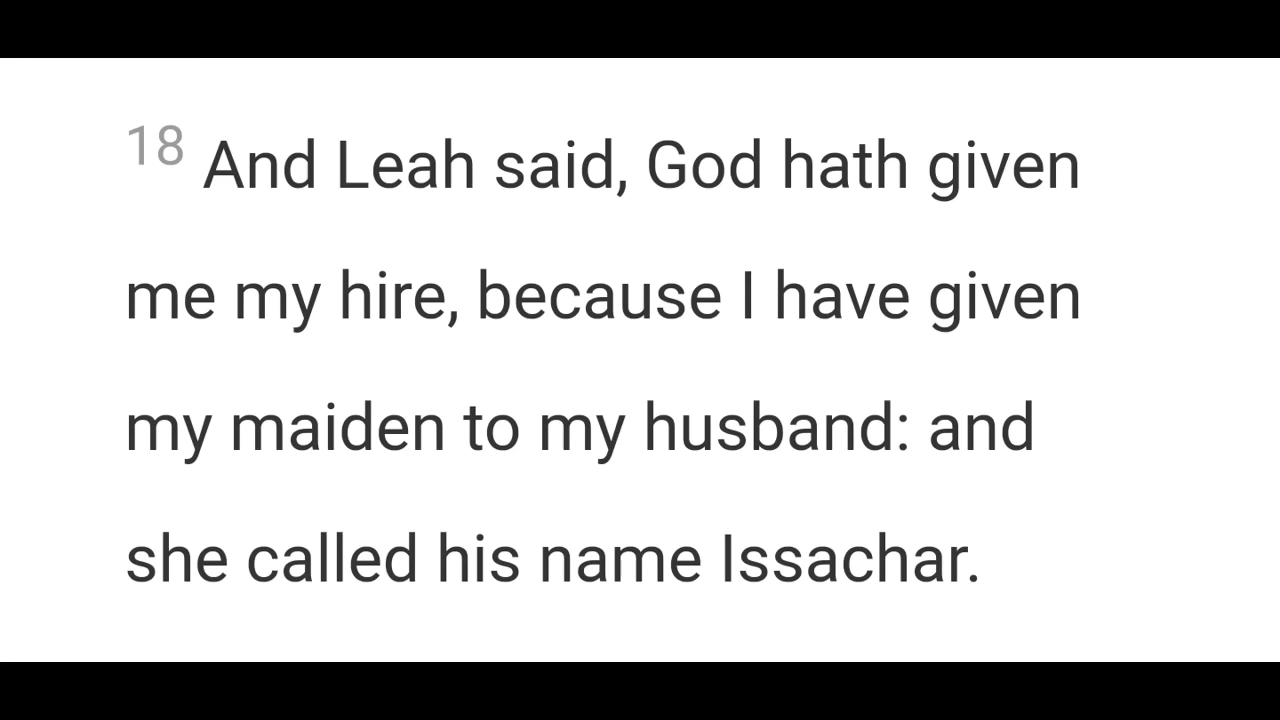 18 And Leah said, God hath given
me my hire, because I have given
my maiden to my husband: and
she called his name Issachar.